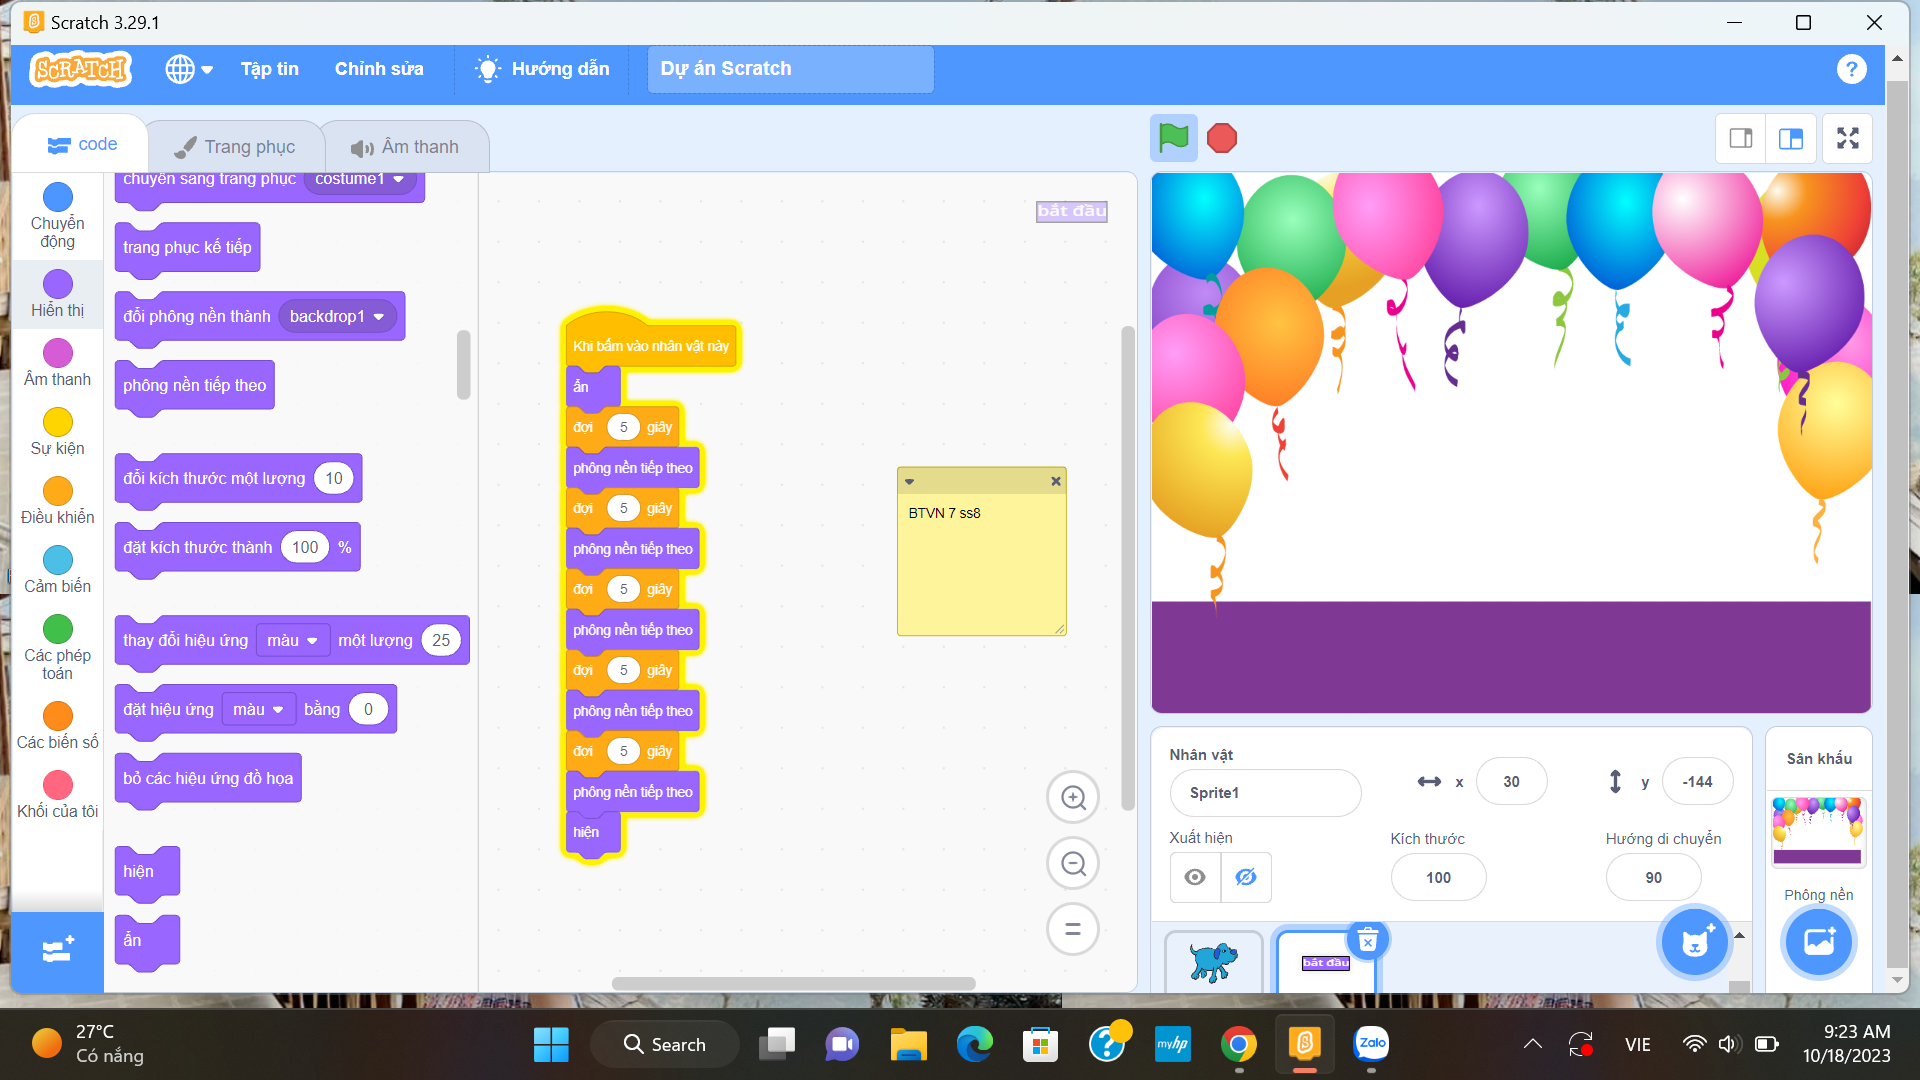 Scratch 3.29.1
SCRATCH
Tập tin
Chỉnh sửa
Hướng dẫn
Dự án Scratch
?
code
Trang phục
Âm thanh
Chuyển động
Hiển thị
Âm thanh
Sự kiện
Điều khiển
Cảm biến
Các phép toán
Các biến số
Khối của tôi
chuyển sang trang phục costume1
trang phục kế tiếp
đổi phông nền thành backdrop1
phông nền tiếp theo
đổi kích thước một lượng 10
đặt kích thước thành 100 %
thay đổi hiệu ứng màu một lượng 25
đặt hiệu ứng màu bằng 0
bỏ các hiệu ứng đồ họa
hiện
ẩn
bắt đầu
Khi bấm vào nhân vật này
ẩn
đợi 5 giây
phông nền tiếp theo
đợi 5 giây
phông nền tiếp theo
đợi 5 giây
phông nền tiếp theo
đợi 5 giây
phông nền tiếp theo
đợi 5 giây
phông nền tiếp theo
hiện
BTVN 7 ss8
Nhân vật
Sprite1
x 30
y -144
Xuất hiện
Kích thước
100
Hướng di chuyển
90
bắt đầu
Sân khấu
Phông nền
27°C
Có nắng
Search
myhp
Zalo
VIE
9:23 AM
10/18/2023